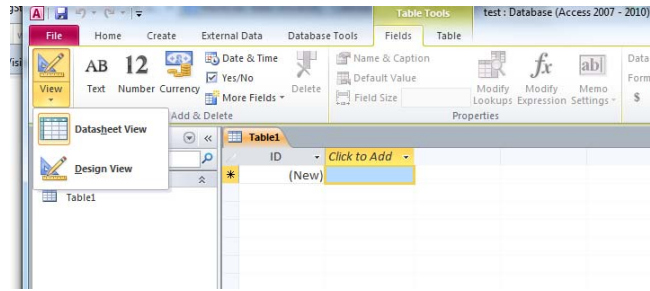 Table Tools test : Database (Access 2007 - 2010)
File Home Create External Data Database Tools Fields Table
View
AB Text
12 Number
Currency
Date & Time
Yes/No
More Fields
Delete
Add & Delete
Name & Caption
Default Value
Field Size
Modify Lookups
fx Modify Expression
ab Memo Settings
Data
Form
$
Properties
Datasheet View
Design View
Table1
Table1
ID Click to Add
(New)